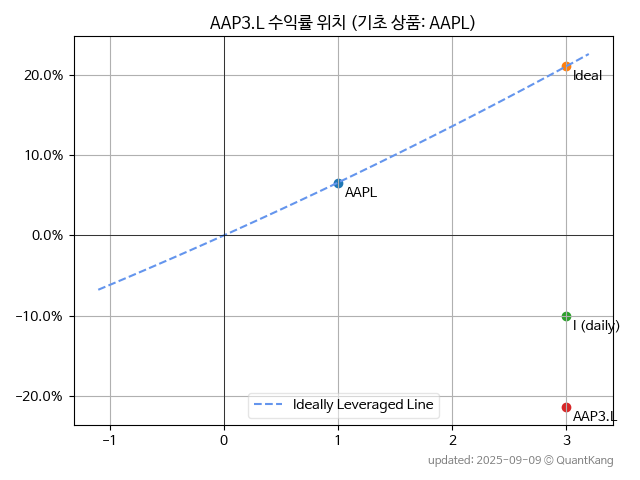 AAP3.L 수익률 위치 (기초 상품: AAPL)
20.0%
10.0%
0.0%
−10.0%
−20.0%
Ideal
AAPL
I (daily)
AAP3.L
Ideally Leveraged Line
−1
0
1
2
3
updated: 2025-09-09 © QuantKang